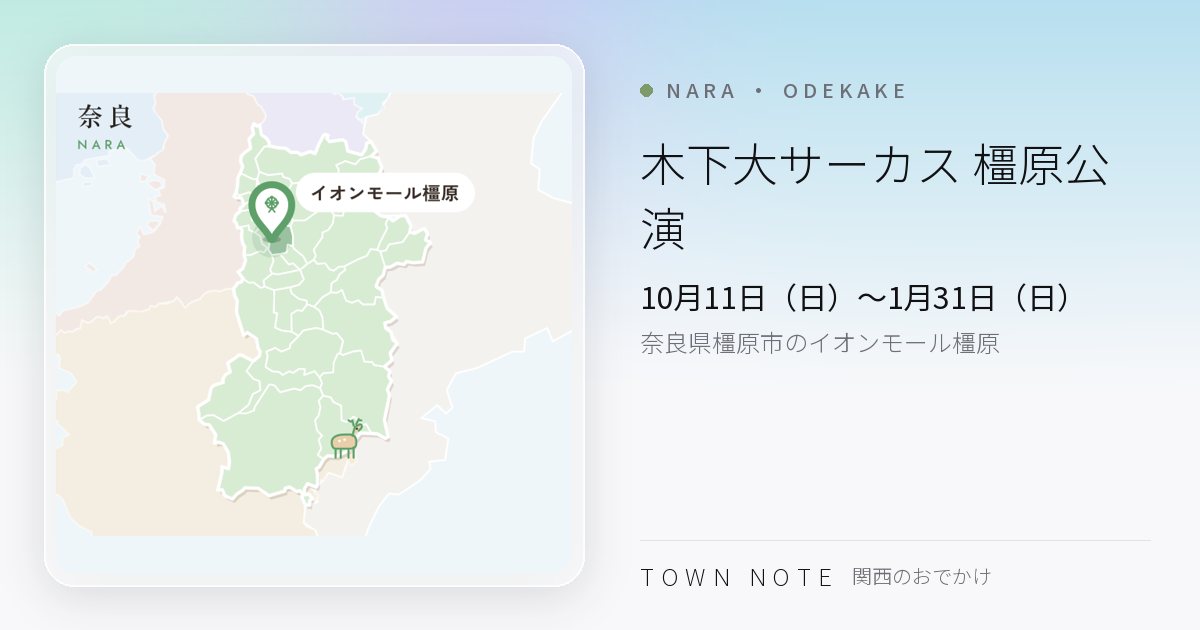 奈良
NARA
イオンモール橿原
NARA ・ ODEKAKE
木下大サーカス 橿原公
演
10月11日（日）〜1月31日（日）
奈良県橿原市のイオンモール橿原
TOWN NOTE 関西のおでかけ